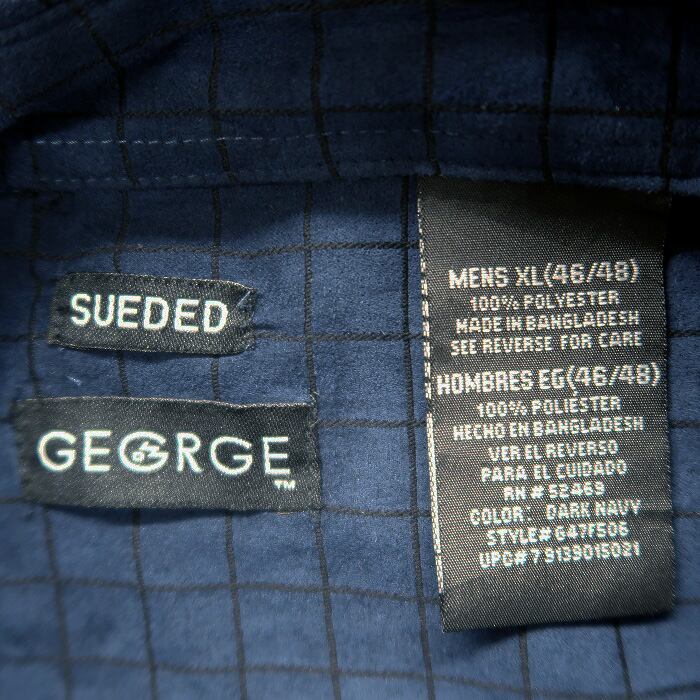 SUEDED
GEORGE
™
MENS XL(46/48)
100% POLYESTER
MADE IN BANGLADESH
SEE REVERSE FOR CARE
HOMBRES EG(46/48)
100% POLIÉSTER
HECHO EN BANGLADESH
VER EL REVERSO
PARA EL CUIDADO
RN # 52469
COLOR: DARK NAVY
STYLE# G47F506
UPC# 79139015021